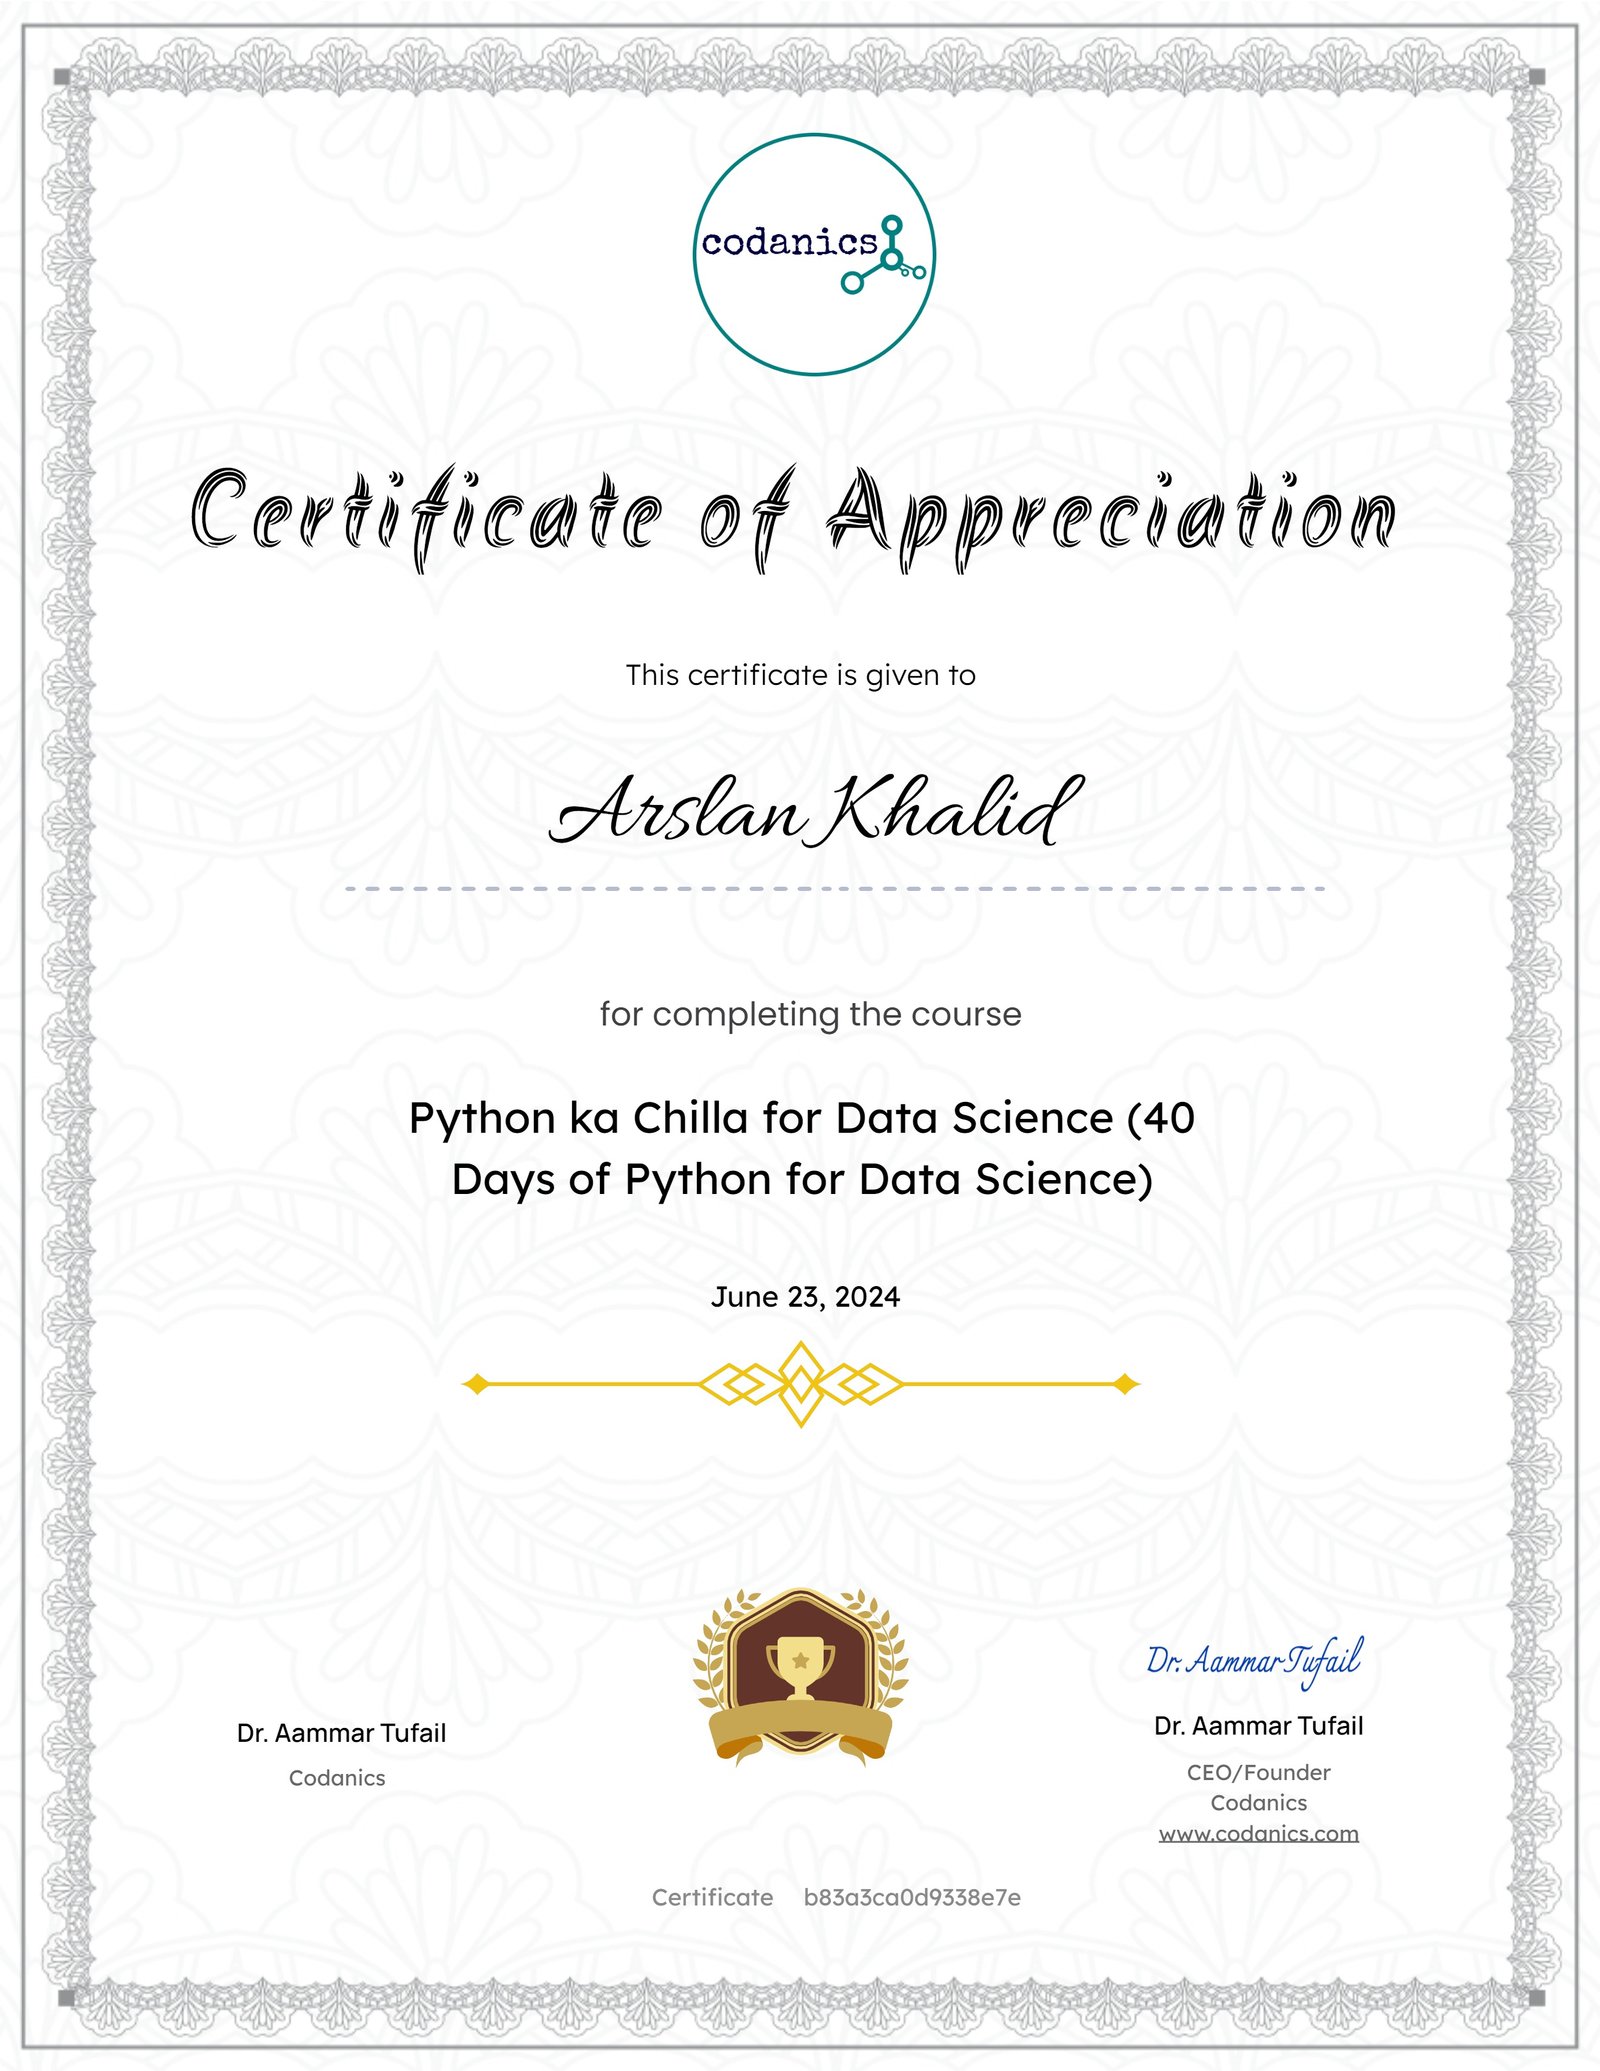 codanics
Certificate of Appreciation
This certificate is given to
Arslan Khalid
for completing the course
Python ka Chilla for Data Science (40
Days of Python for Data Science)
June 23, 2024
Dr. Aammar Tufail
Codanics
Dr. Aammar Tufail
Dr. Aammar Tufail
CEO/Founder
Codanics
www.codanics.com
Certificate b83a3ca0d9338e7e